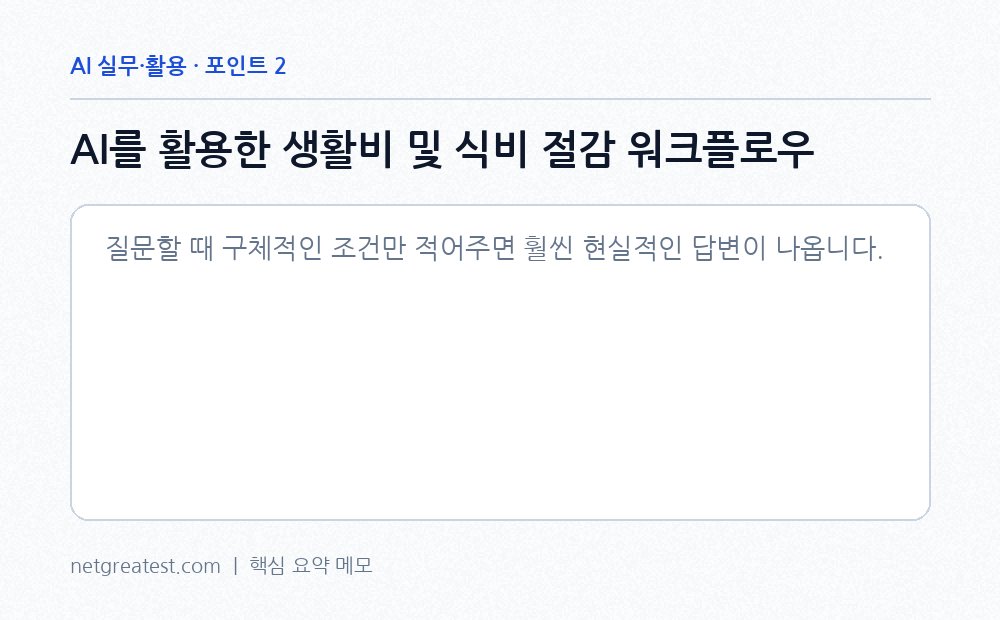 AI 실무·활용 · 포인트 2
AI를 활용한 생활비 및 식비 절감 워크플로우
질문할 때 구체적인 조건만 적어주면 훨씬 현실적인 답변이 나옵니다.
netgreatest.com | 핵심 요약 메모